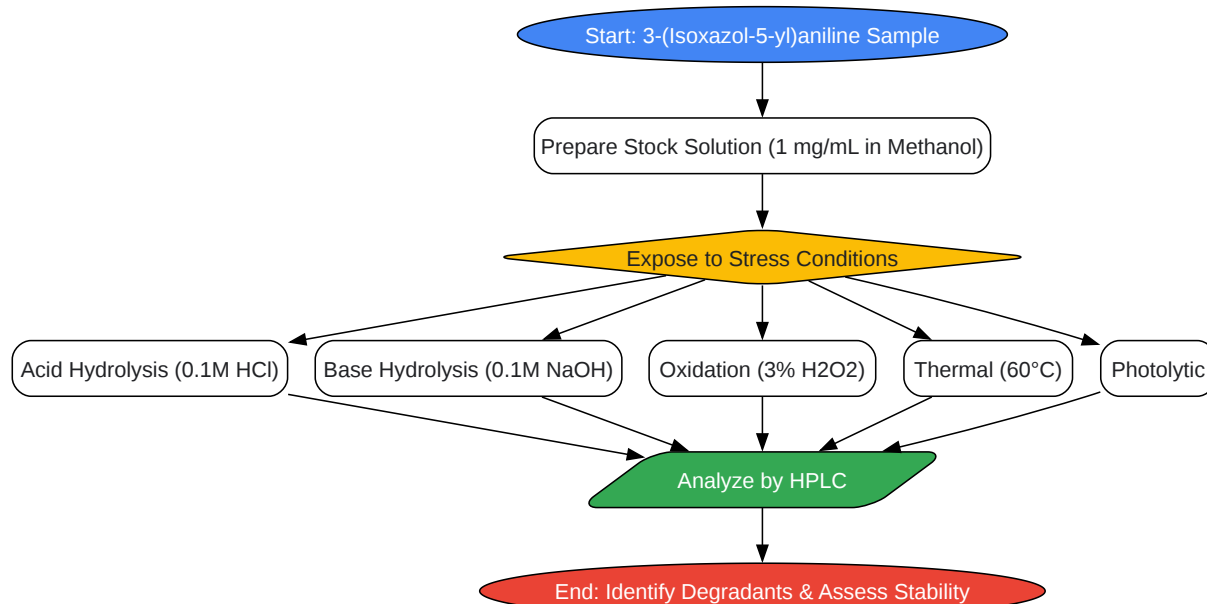 Start: 3-(Isoxazol-5-yl)aniline Sample
Prepare Stock Solution (1 mg/mL in Methanol)
Expose to Stress Conditions
Acid Hydrolysis (0.1M HCl)
Base Hydrolysis (0.1M NaOH)
Oxidation (3% H2O2)
Thermal (60°C)
Photolytic
Analyze by HPLC
End: Identify Degradants & Assess Stability